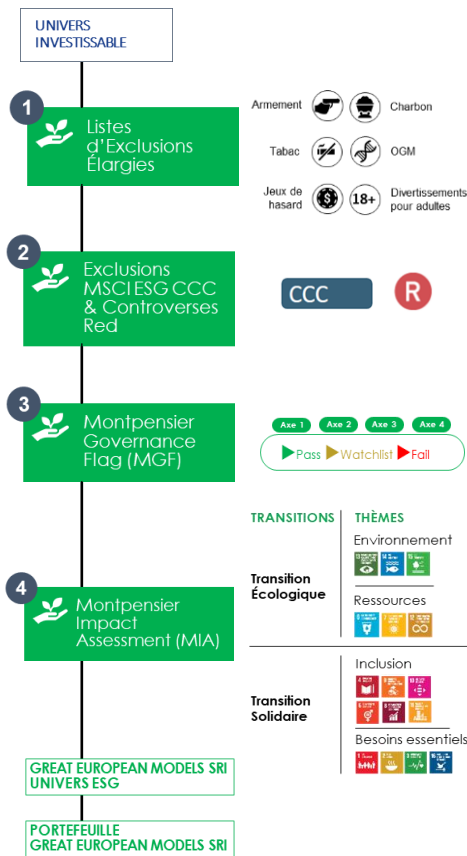 UNIVERS
INVESTISSABLE
1
Listes
d'Exclusions
Élargies
Armement
Charbon
Tabac
OGM
Jeux de
hasard
18+
Divertissements
pour adultes
2
Exclusions
MSCI ESG CCC
& Controverses
Red
CCC
R
3
Montpensier
Governance
Flag (MGF)
Axe 1 Axe 2 Axe 3 Axe 4
Pass Watchlist Fail
TRANSITIONS
THÈMES
4
Montpensier
Impact
Assessment (MIA)
Transition
Écologique
Environnement
Ressources
Transition
Solidaire
Inclusion
Besoins essentiels
GREAT EUROPEAN MODELS SRI
UNIVERS ESG
PORTEFEUILLE
GREAT EUROPEAN MODELS SRI